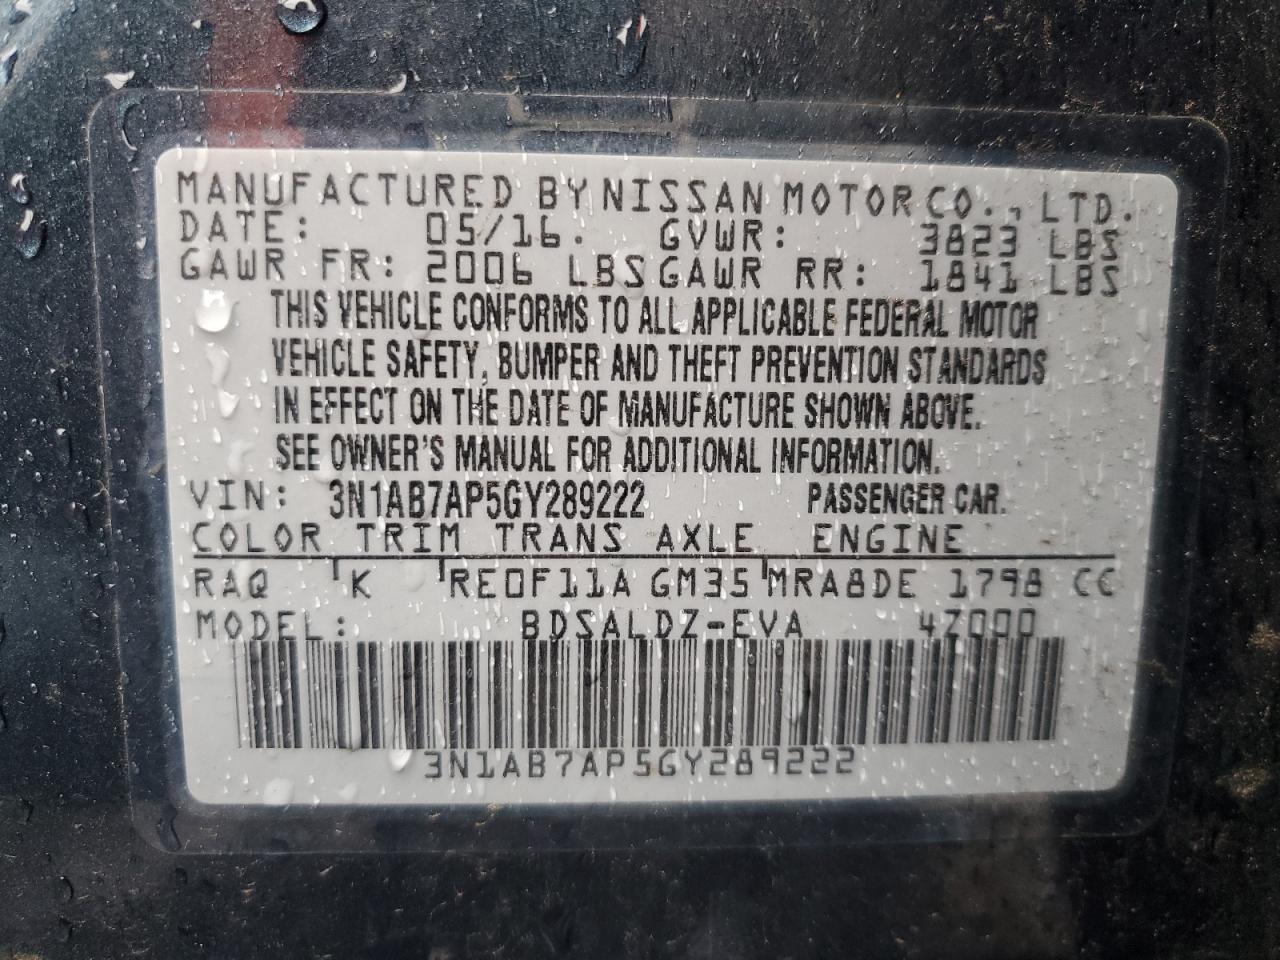 MANUFACTURED BY NISSAN MOTOR CO., LTD.
DATE: 05/16. GVWR: 3823 LBS
GAWR FR: 2006 LBS GAWR RR: 1841 LBS
THIS VEHICLE CONFORMS TO ALL APPLICABLE FEDERAL MOTOR
VEHICLE SAFETY, BUMPER AND THEFT PREVENTION STANDARDS
IN EFFECT ON THE DATE OF MANUFACTURE SHOWN ABOVE.
SEE OWNER'S MANUAL FOR ADDITIONAL INFORMATION.
VIN: 3N1AB7AP5GY289222 PASSENGER CAR.
COLOR TRIM TRANS AXLE ENGINE
RAQ K RE0F11A GM35 MRA8DE 1798 CC
MODEL: BDSALDZ-EVA 4Z000
3N1AB7AP5GY289222